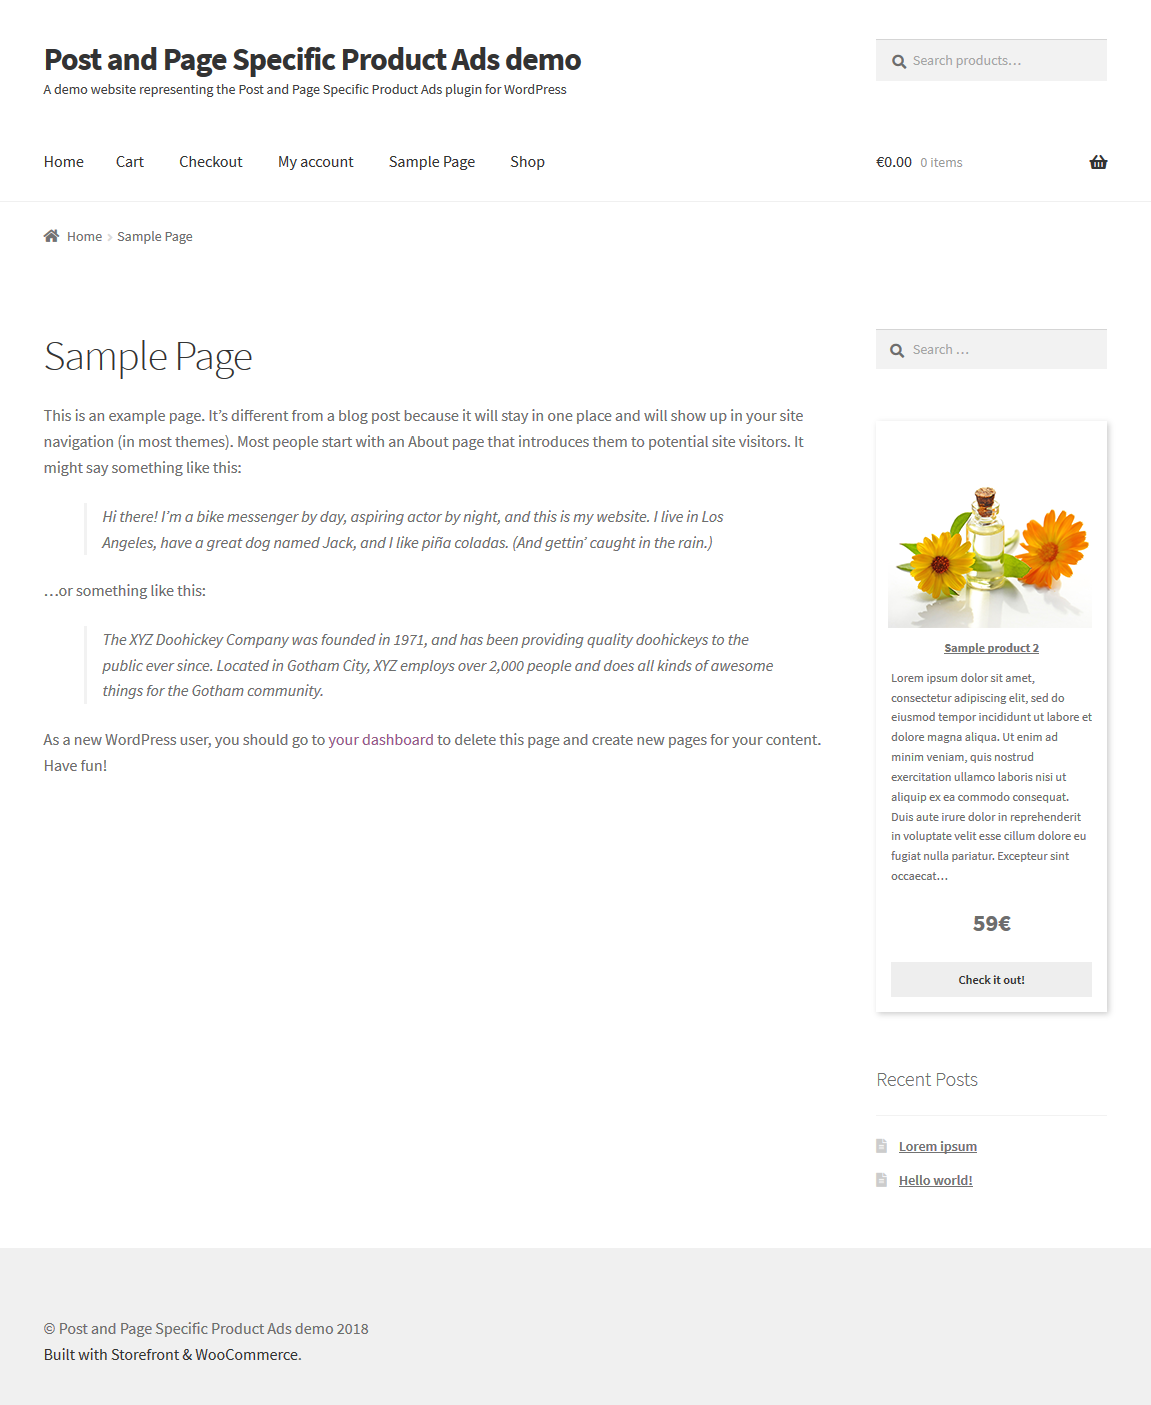 Post and Page Specific Product Ads demo
A demo website representing the Post and Page Specific Product Ads plugin for WordPress
Search products…
Home
Cart
Checkout
My account
Sample Page
Shop
€0.00 0 items
Home › Sample Page
Sample Page
This is an example page. It’s different from a blog post because it will stay in one place and will show up in your site
navigation (in most themes). Most people start with an About page that introduces them to potential site visitors. It
might say something like this:
Hi there! I’m a bike messenger by day, aspiring actor by night, and this is my website. I live in Los
Angeles, have a great dog named Jack, and I like piña coladas. (And gettin’ caught in the rain.)
…or something like this:
The XYZ Doohickey Company was founded in 1971, and has been providing quality doohickeys to the
public ever since. Located in Gotham City, XYZ employs over 2,000 people and does all kinds of awesome
things for the Gotham community.
As a new WordPress user, you should go to your dashboard to delete this page and create new pages for your content.
Have fun!
Search …
Sample product 2
Lorem ipsum dolor sit amet,
consectetur adipiscing elit, sed do
eiusmod tempor incididunt ut labore et
dolore magna aliqua. Ut enim ad
minim veniam, quis nostrud
exercitation ullamco laboris nisi ut
aliquip ex ea commodo consequat.
Duis aute irure dolor in reprehenderit
in voluptate velit esse cillum dolore eu
fugiat nulla pariatur. Excepteur sint
occaecat…
59€
Check it out!
Recent Posts
Lorem ipsum
Hello world!
© Post and Page Specific Product Ads demo 2018
Built with Storefront & WooCommerce.